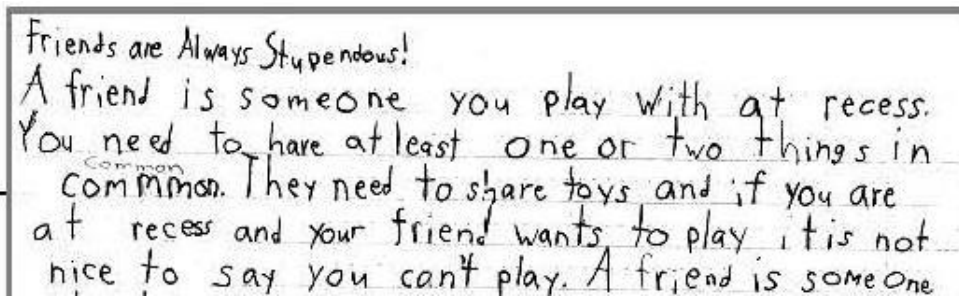 Friends are Always Stupendous!
A friend is someone you play with at recess.
You need to have atleast one or two things in
common
commmon. They need to share toys and if you are
at recess and your friend wants to play it is not
nice to say you can't play. A friend is someone